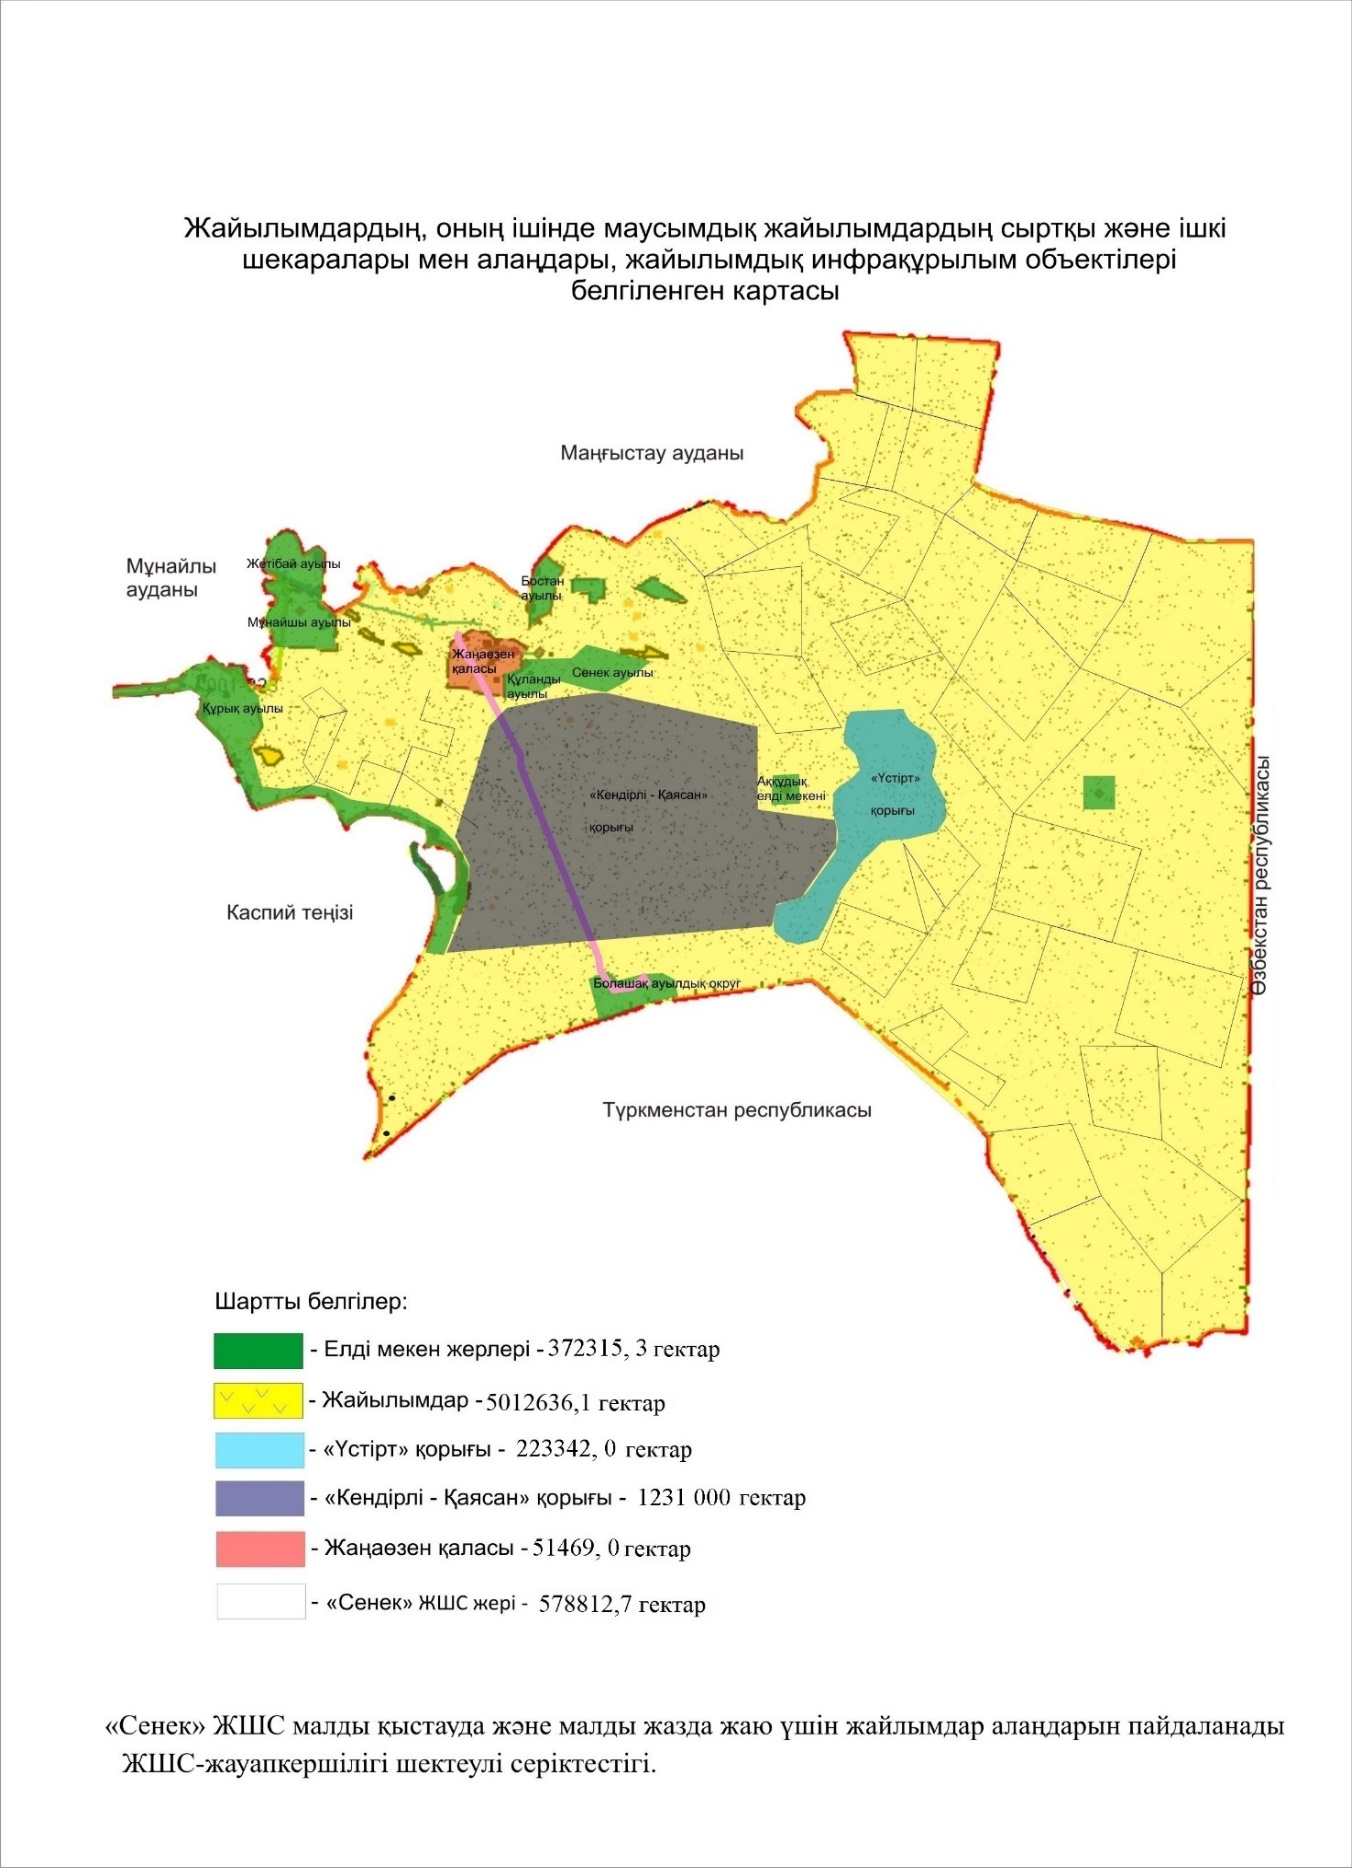 Жайылымдардың, оның ішінде маусымдық жайылымдардың сыртқы және ішкі
шекаралары мен алаңдары, жайылымдық инфрақұрылым объектілері
белгіленген картасы
Маңғыстау ауданы
Мұнайлы
ауданы
Жетібай ауылы
Мұнайшы ауылы
Бостан
ауылы
Жаңаөзен
қаласы
Құланды
ауылы
Сенек ауылы
Құрық ауылы
«Кендірлі - Қаясан»
қорығы
Аққұдық
елді мекені
«Үстірт»
қорығы
Өзбекстан республикасы
Каспий теңізі
Болашақ ауылдық округ
Түркменстан республикасы
Шартты белгілер:
- Елді мекен жерлері - 372315, 3 гектар
- Жайылымдар - 5012636,1 гектар
- «Үстірт» қорығы - 223342, 0 гектар
- «Кендірлі - Қаясан» қорығы - 1231 000 гектар
- Жаңаөзен қаласы - 51469, 0 гектар
- «Сенек» ЖШС жері - 578812,7 гектар
«Сенек» ЖШС малды қыстауда және малды жазда жаю үшін жайлымдар алаңдарын пайдаланады
ЖШС-жауапкершілігі шектеулі серіктестігі.